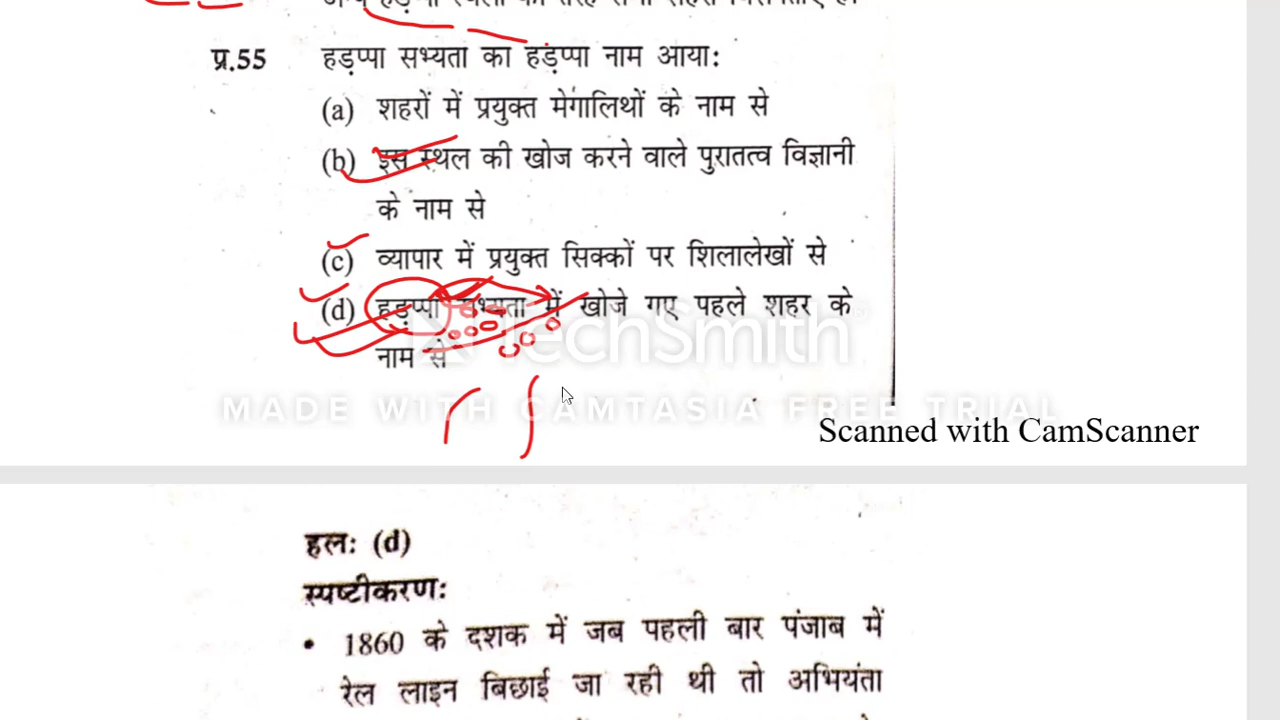 प्र.55 हड़प्पा सभ्यता का हड़प्पा नाम आया:
(a) शहरों में प्रयुक्त मेगालिथों के नाम से
(b) इस स्थल की खोज करने वाले पुरातत्व विज्ञानी
के नाम से
(c) व्यापार में प्रयुक्त सिक्कों पर शिलालेखों से
(d) हड़प्पा सभ्यता में खोजे गए पहले शहर के
नाम से
TechSmith
MADE WITH CAMTASIA FREE TRIAL
Scanned with CamScanner
हल: (d)
स्पष्टीकरण:
• 1860 के दशक में जब पहली बार पंजाब में
रेल लाइन बिछाई जा रही थी तो अभियंता